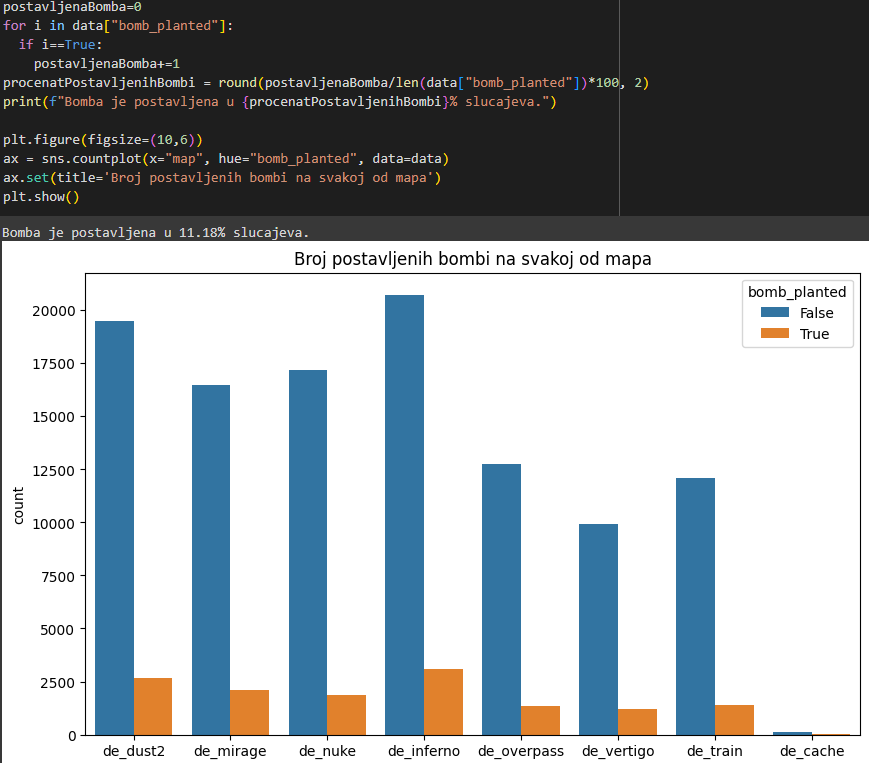 postavljenaBomba=0
for i in data["bomb_planted"]:
  if i==True:
    postavljenaBomba+=1
procenatPostavljenihBombi = round(postavljenaBomba/len(data["bomb_planted"])*100, 2)
print(f"Bomba je postavljena u {procenatPostavljenihBombi}% slucajeva.")
plt.figure(figsize=(10,6))
ax = sns.countplot(x="map", hue="bomb_planted", data=data)
ax.set(title='Broj postavljenih bombi na svakoj od mapa')
plt.show()
Bomba je postavljena u 11.18% slucajeva.
Broj postavljenih bombi na svakoj od mapa
bomb_planted
False
True
20000
17500
15000
12500
10000
7500
5000
2500
0
count
de_dust2 de_mirage de_nuke de_inferno de_overpass de_vertigo de_train de_cache